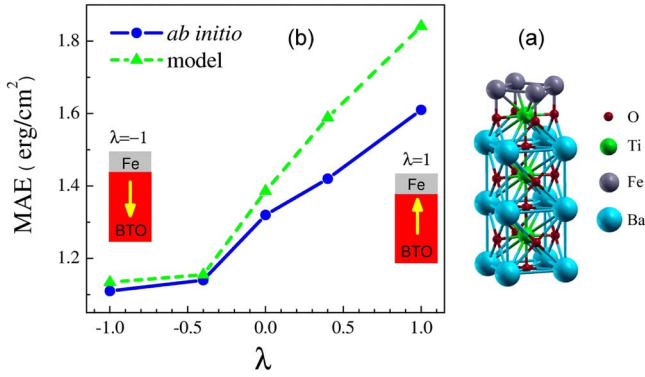 (b)
(a)
ab initio
model
MAE ( erg/cm²)
1.8
1.6
1.4
1.2
λ=−1
Fe
BTO
λ=1
Fe
BTO
O
Ti
Fe
Ba
-1.0
-0.5
0.0
0.5
1.0
λ